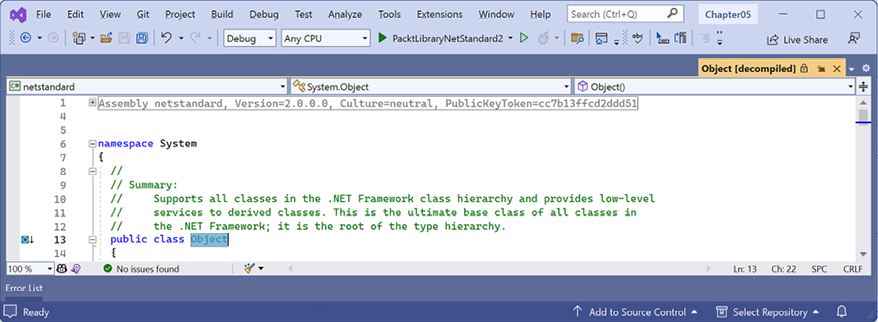 File Edit View Git Project Build Debug Test Analyze Tools Extensions Window Help Search (Ctrl+Q) Chapter05
Debug Any CPU PacktLibraryNetStandard2 Live Share
Object [decompiled]
netstandard System.Object Object()
1 Assembly netstandard, Version=2.0.0.0, Culture=neutral, PublicKeyToken=cc7b13ffcd2ddd51
4
5
6 namespace System
7 {
8 //
9 // Summary:
10 // Supports all classes in the .NET Framework class hierarchy and provides low-level
11 // services to derived classes. This is the ultimate base class of all classes in
12 // the .NET Framework; it is the root of the type hierarchy.
13 public class Object
14 {
100 % No issues found Ln: 13 Ch: 22 SPC CRLF
Error List
Ready Add to Source Control Select Repository